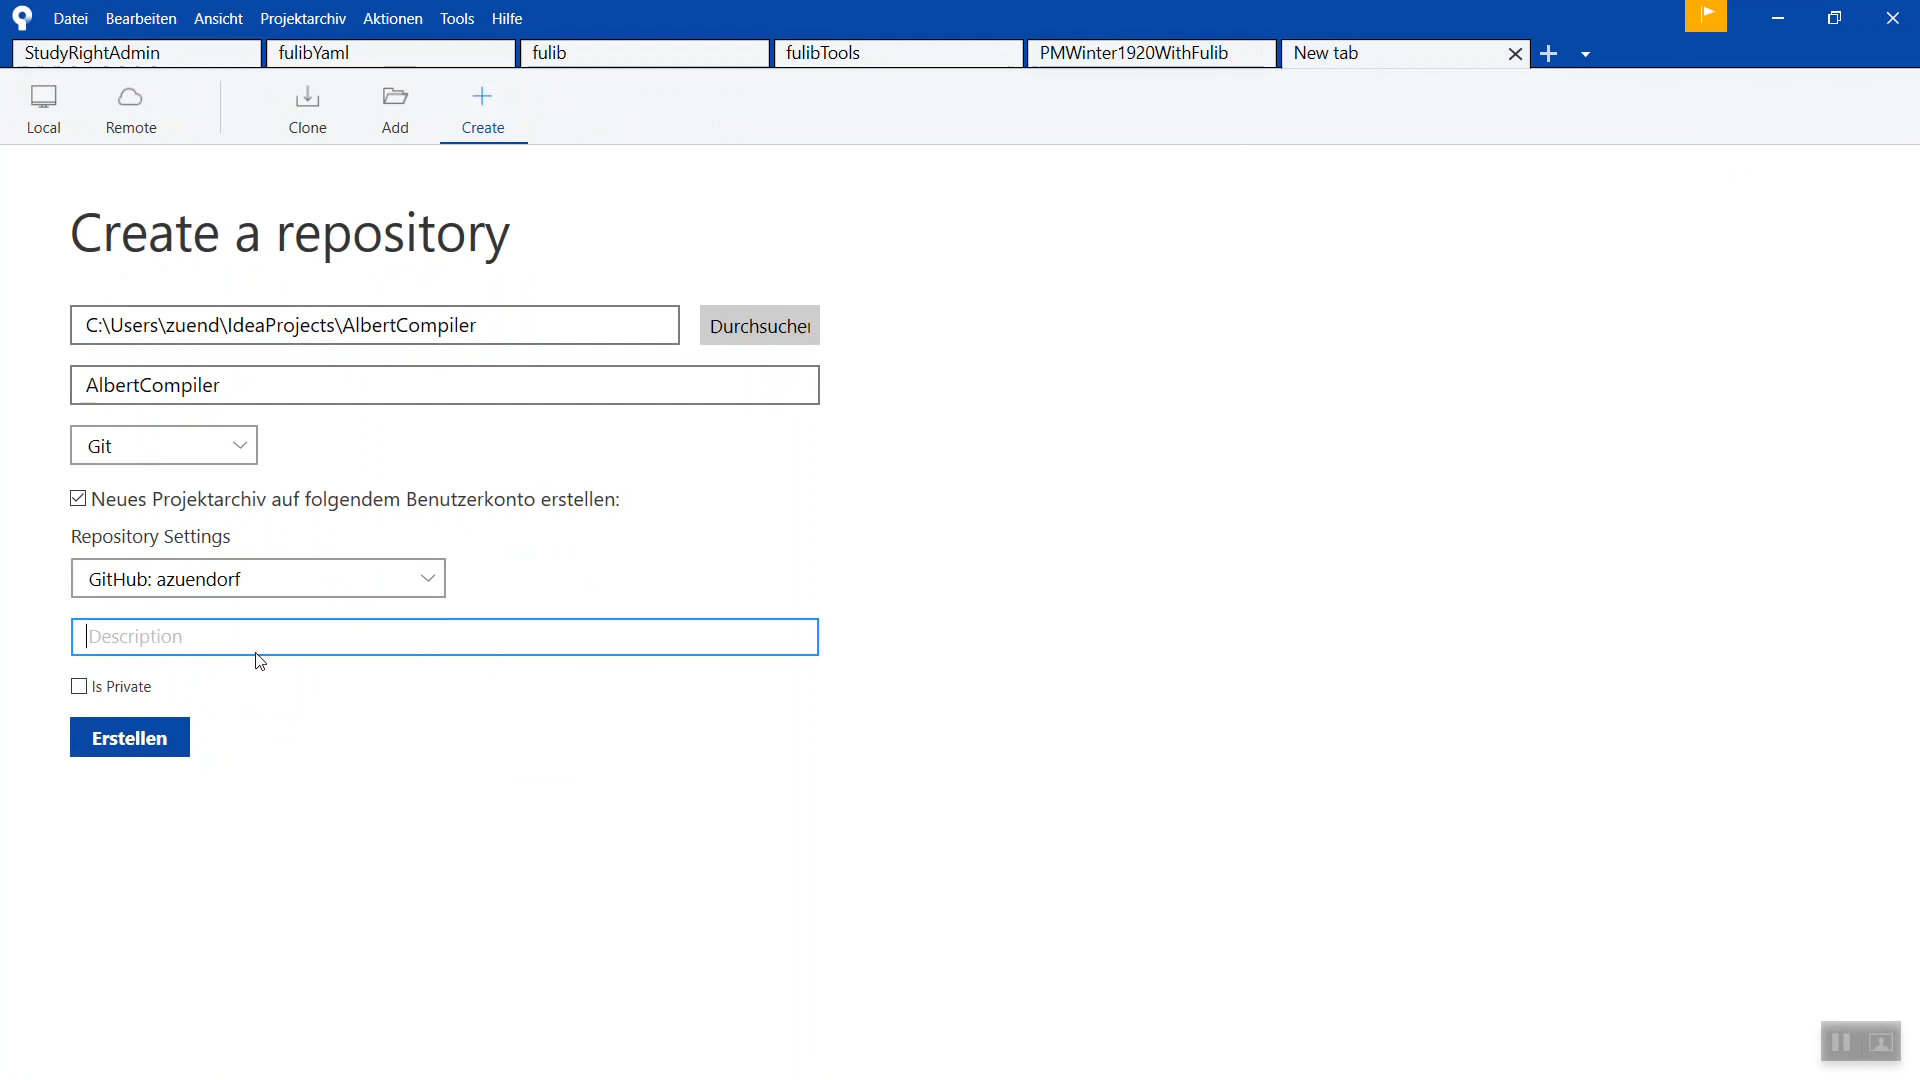 Datei Bearbeiten Ansicht Projektarchiv Aktionen Tools Hilfe
StudyRightAdmin fulibYaml fulib fulibTools PMWinter1920WithFulib New tab
Local Remote Clone Add Create
Create a repository
C:\Users\zuend\IdeaProjects\AlbertCompiler Durchsucher
AlbertCompiler
Git
Neues Projektarchiv auf folgendem Benutzerkonto erstellen:
Repository Settings
GitHub: azuendorf
Description
Is Private
Erstellen